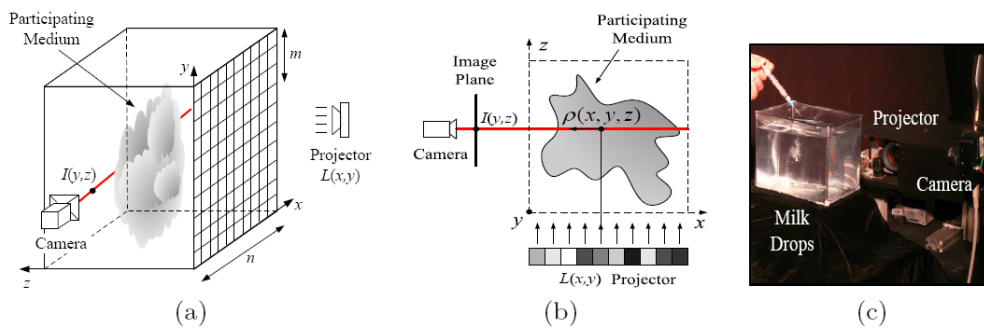 Participating
Medium
y
m
I(y,z)
Camera
z
n
x
Projector
L(x,y)
(a)
z
Participating
Medium
Image
Plane
I(y,z)
ρ(x, y, z)
Camera
y
x
L(x,y) Projector
(b)
Projector
Camera
Milk
Drops
(c)